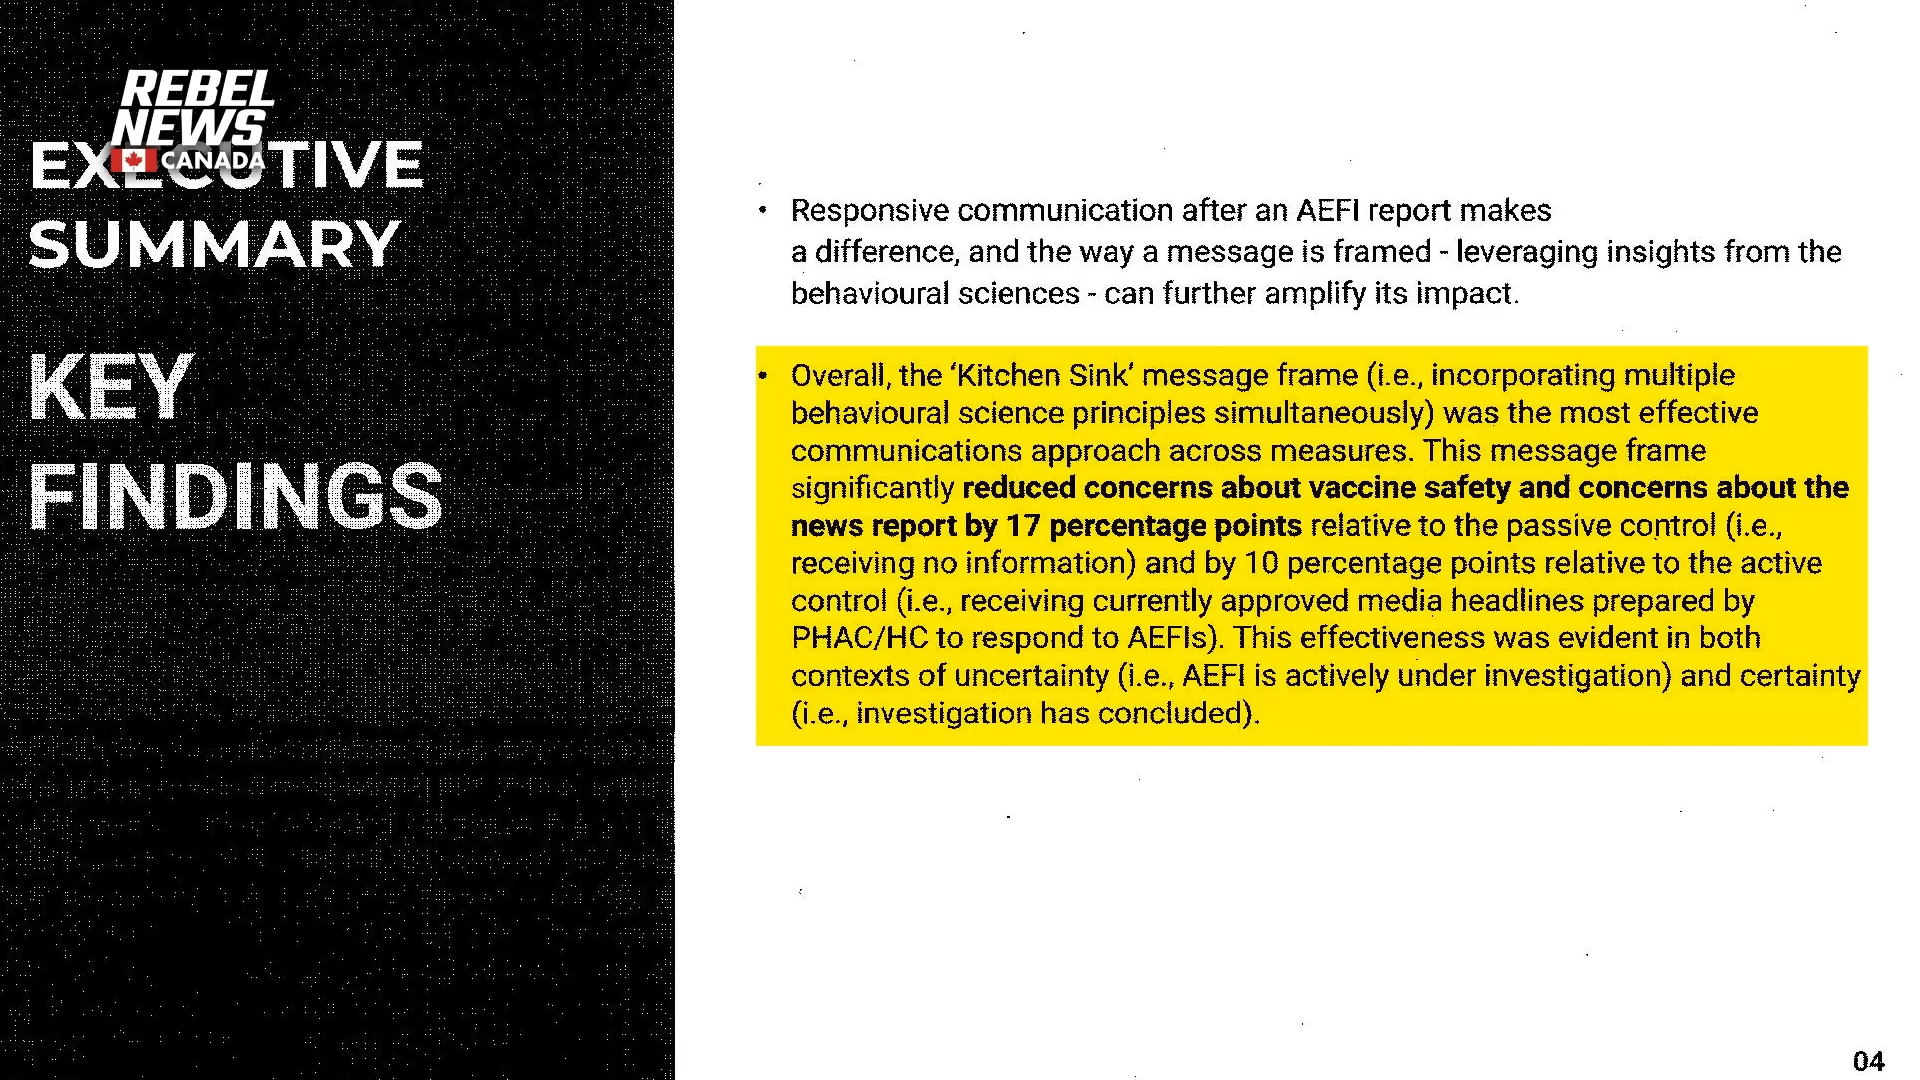 REBEL
NEWS
CANADA
EXECUTIVE
SUMMARY
KEY
FINDINGS
• Responsive communication after an AEFI report makes
a difference, and the way a message is framed - leveraging insights from the
behavioural sciences - can further amplify its impact.
• Overall, the ‘Kitchen Sink’ message frame (i.e., incorporating multiple
behavioural science principles simultaneously) was the most effective
communications approach across measures. This message frame
significantly reduced concerns about vaccine safety and concerns about the
news report by 17 percentage points relative to the passive control (i.e.,
receiving no information) and by 10 percentage points relative to the active
control (i.e., receiving currently approved media headlines prepared by
PHAC/HC to respond to AEFIs). This effectiveness was evident in both
contexts of uncertainty (i.e., AEFI is actively under investigation) and certainty
(i.e., investigation has concluded).
04